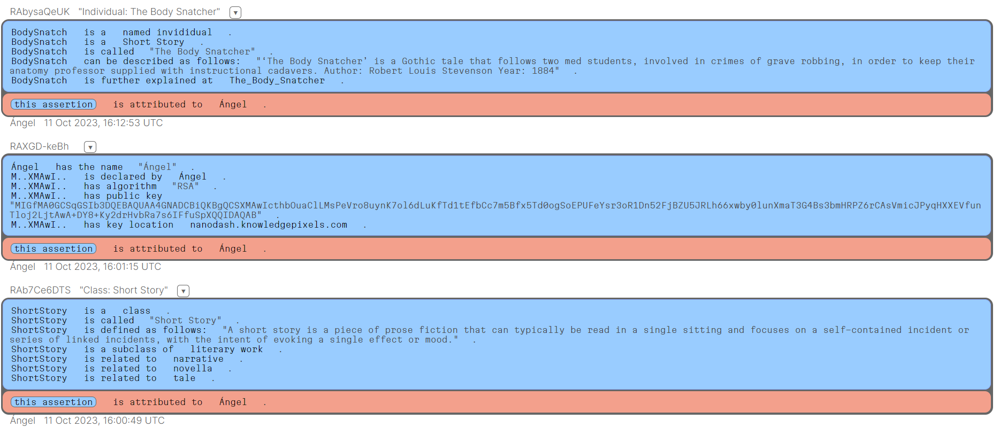 RAbysaQeUK "Individual: The Body Snatcher" ▼
BodySnatch is a named invididual .
BodySnatch is a Short Story .
BodySnatch is called "The Body Snatcher" .
BodySnatch can be described as follows: "‘The Body Snatcher’ is a Gothic tale that follows two med students, involved in crimes of grave robbing, in order to keep their
anatomy professor supplied with instructional cadavers. Author: Robert Louis Stevenson Year: 1884" .
BodySnatch is further explained at The_Body_Snatcher .
this assertion is attributed to Ángel .
Ángel 11 Oct 2023, 16:12:53 UTC
RAXGD-keBh ▼
Ángel has the name "Ángel" .
M..XMAwI.. is declared by Ángel .
M..XMAwI.. has algorithm "RSA" .
M..XMAwI.. has public key
"MIGfMA0GCSqGSIb3DQEBAQUAA4GNADCBiQKBgQCSXMAwIcthbOuaClLMsPeVro8uynK7ol6dLuKfTd1tEfbCc7m5Bfx5Td0ogSoEPUFeYsr3oR1Dn52FjBZU5JRLh66xwby0lunXmaT3G4Bs3bmHRPZ6rCAsVmicJPyqHXXEVfun
Tloj2LjtAwA+DY8+Ky2drHvbRa7s6IFfuSpXQQIDAQAB" .
M..XMAwI.. has key location nanodash.knowledgepixels.com .
this assertion is attributed to Ángel .
Ángel 11 Oct 2023, 16:01:15 UTC
RAb7Ce6DTS "Class: Short Story" ▼
ShortStory is a class .
ShortStory is called "Short Story" .
ShortStory is defined as follows: "A short story is a piece of prose fiction that can typically be read in a single sitting and focuses on a self-contained incident or
series of linked incidents, with the intent of evoking a single effect or mood." .
ShortStory is a subclass of literary work .
ShortStory is related to narrative .
ShortStory is related to novella .
ShortStory is related to tale .
this assertion is attributed to Ángel .
Ángel 11 Oct 2023, 16:00:49 UTC